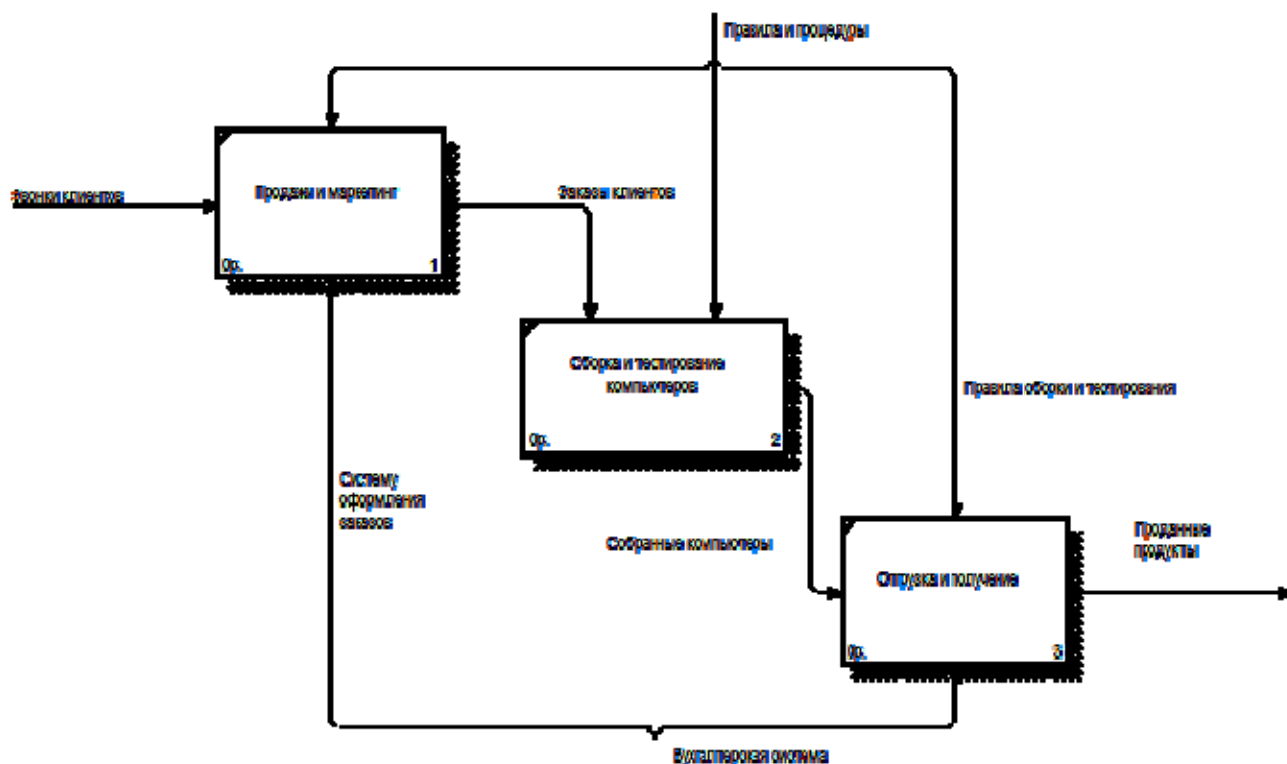 Правила и процедуры
Звонки клиентов
Продажи и маркетинг
Заказы клиентов
0р.
1
Сборка и тестирование
компьютеров
Правила сборки и тестирования
0р.
2
Систему
оформления
заказов
Собранные компьютеры
Проданные
продукты
Отгрузка и получение
0р.
3
Бухгалтерская система